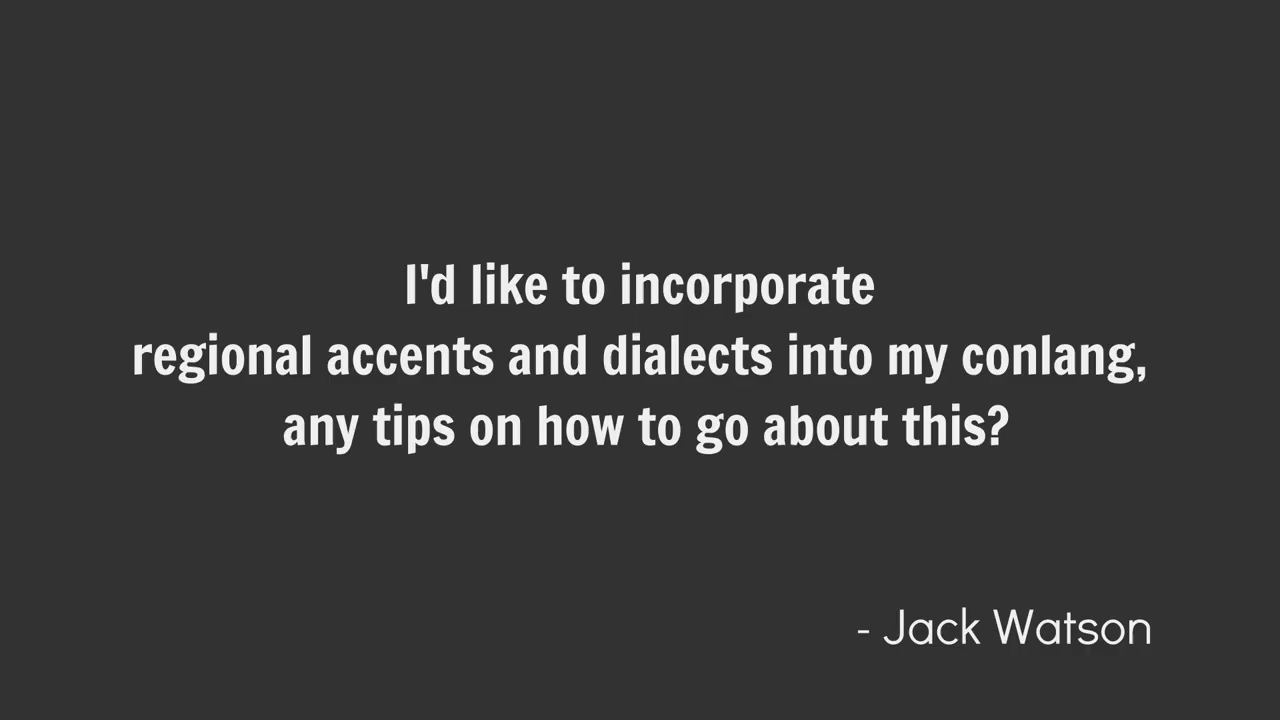 I'd like to incorporate
regional accents and dialects into my conlang,
any tips on how to go about this?
- Jack Watson